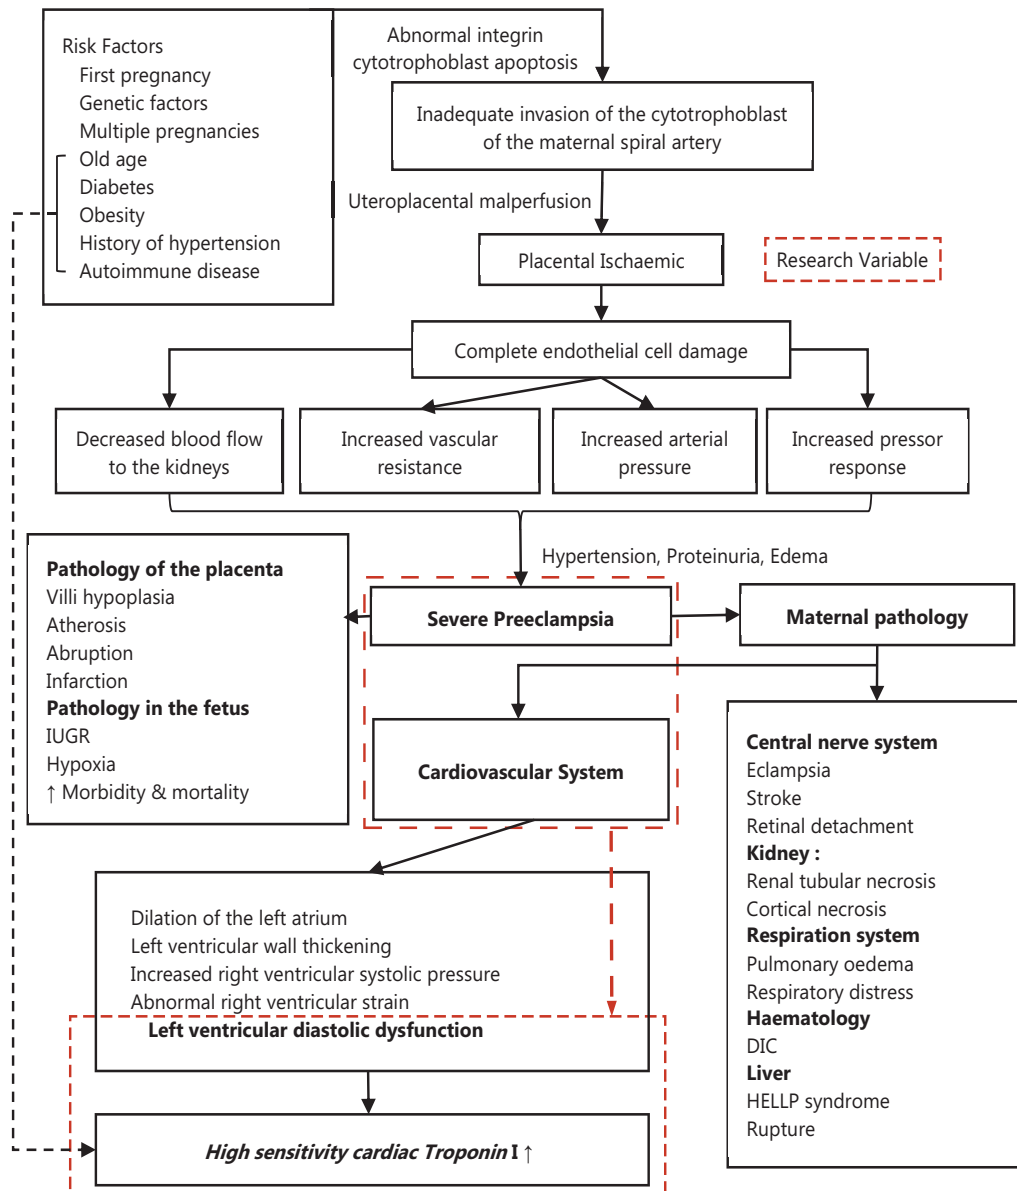 Risk Factors
First pregnancy
Genetic factors
Multiple pregnancies
Old age
Diabetes
Obesity
History of hypertension
Autoimmune disease
Abnormal integrin
cytotrophoblast apoptosis
Inadequate invasion of the cytotrophoblast
of the maternal spiral artery
Uteroplacental malperfusion
Placental Ischaemic
Research Variable
Complete endothelial cell damage
Decreased blood flow
to the kidneys
Increased vascular
resistance
Increased arterial
pressure
Increased pressor
response
Hypertension, Proteinuria, Edema
Pathology of the placenta
Villi hypoplasia
Atherosis
Abruption
Infarction
Pathology in the fetus
IUGR
Hypoxia
↑ Morbidity & mortality
Severe Preeclampsia
Maternal pathology
Cardiovascular System
Central nerve system
Eclampsia
Stroke
Retinal detachment
Kidney :
Renal tubular necrosis
Cortical necrosis
Respiration system
Pulmonary oedema
Respiratory distress
Haematology
DIC
Liver
HELLP syndrome
Rupture
Dilation of the left atrium
Left ventricular wall thickening
Increased right ventricular systolic pressure
Abnormal right ventricular strain
Left ventricular diastolic dysfunction
High sensitivity cardiac Troponin I ↑